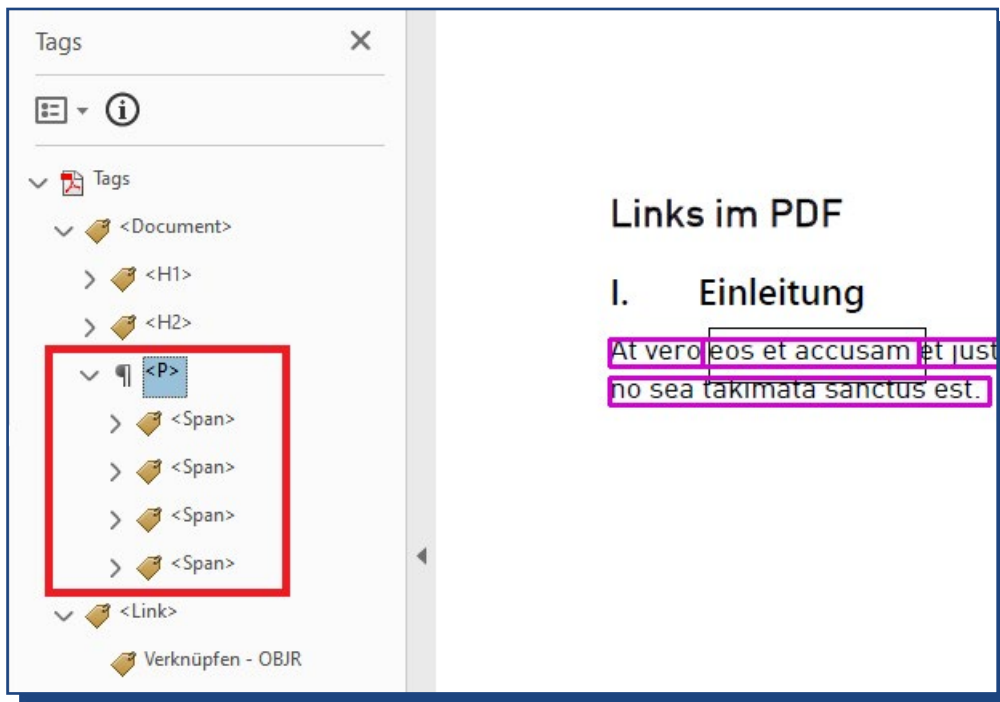 Tags
Tags
<Document>
<H1>
<H2>
<P>
<Span>
<Span>
<Span>
<Span>
<Link>
Verknüpfen - OBJR
Links im PDF
I. Einleitung
At vero eos et accusam et just
no sea takimata sanctus est.